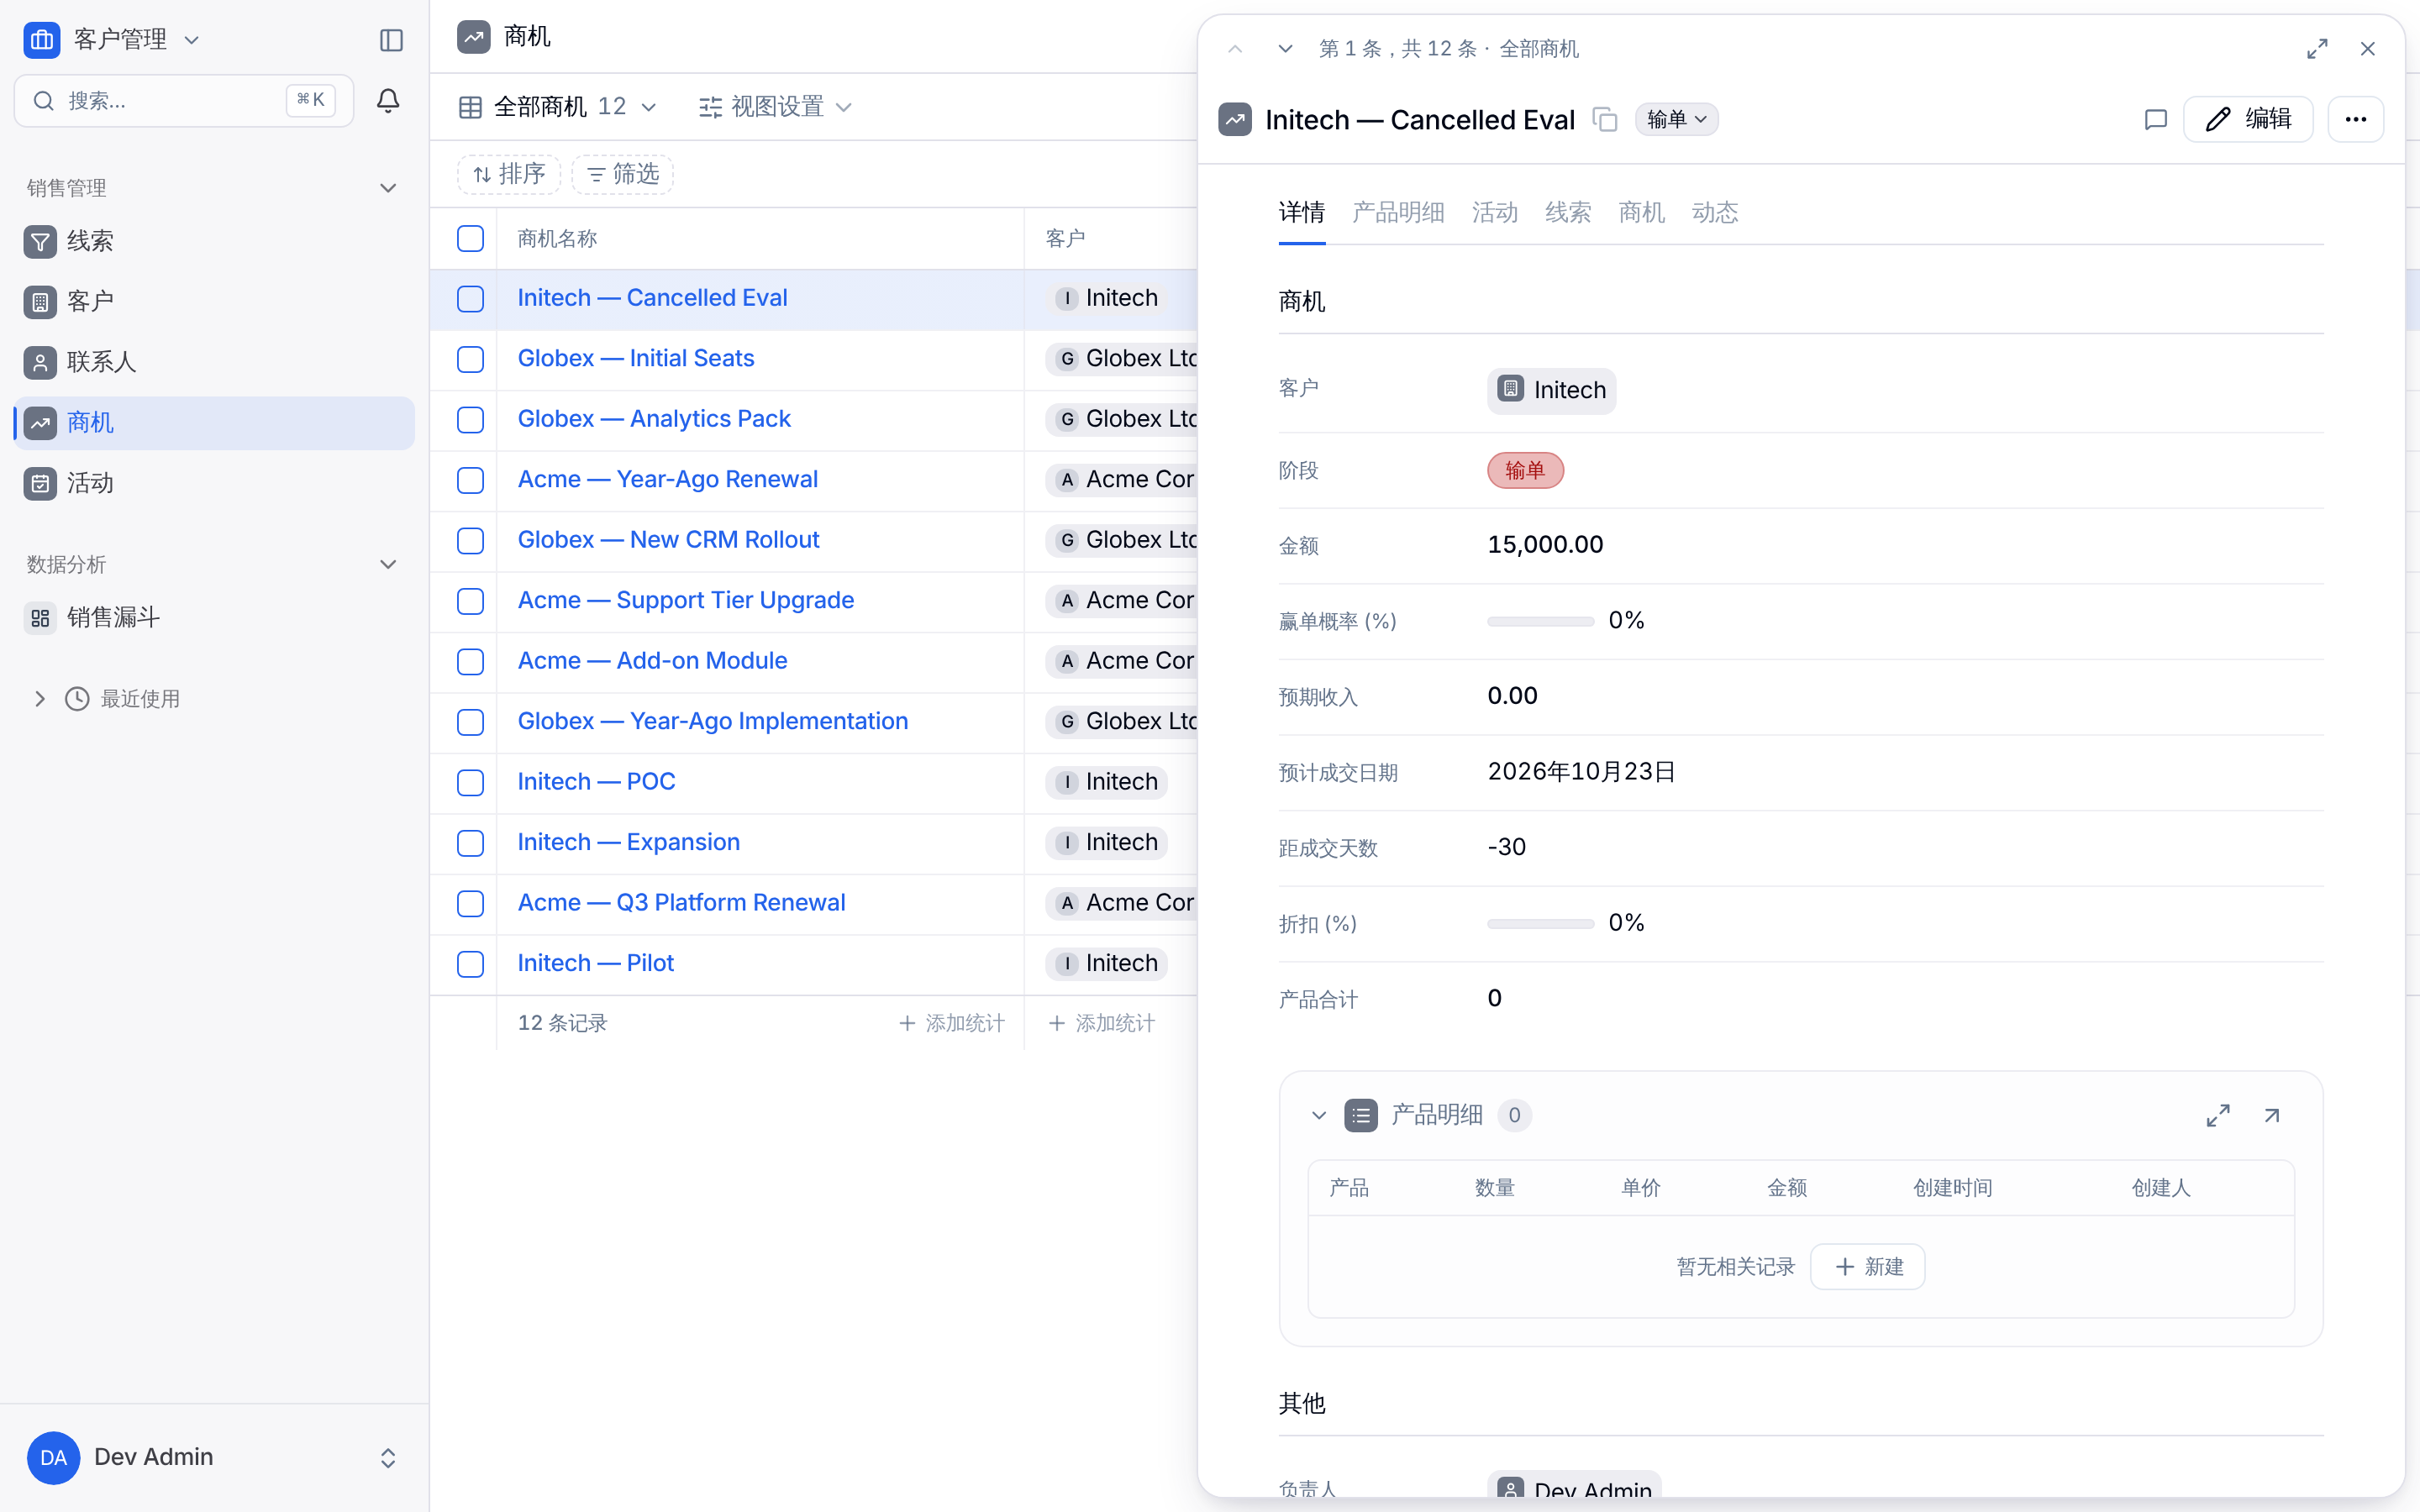 客户管理
搜索...
⌘K
销售管理
线索
客户
联系人
商机
活动
数据分析
销售漏斗
最近使用
DA
Dev Admin
商机
全部商机 12
视图设置
排序
筛选
商机名称 客户
Initech — Cancelled Eval I Initech
Globex — Initial Seats G Globex Ltd
Globex — Analytics Pack G Globex Ltd
Acme — Year-Ago Renewal A Acme Cor
Globex — New CRM Rollout G Globex Ltd
Acme — Support Tier Upgrade A Acme Cor
Acme — Add-on Module A Acme Cor
Globex — Year-Ago Implementation G Globex Ltd
Initech — POC I Initech
Initech — Expansion I Initech
Acme — Q3 Platform Renewal A Acme Cor
Initech — Pilot I Initech
12 条记录 添加统计 添加统计
第 1 条，共 12 条 · 全部商机
Initech — Cancelled Eval 输单
编辑
详情 产品明细 活动 线索 商机 动态
商机
客户 Initech
阶段 输单
金额 15,000.00
赢单概率 (%) 0%
预期收入 0.00
预计成交日期 2026年10月23日
距成交天数 -30
折扣 (%) 0%
产品合计 0
产品明细 0
产品 数量 单价 金额 创建时间 创建人
暂无相关记录 新建
其他
负责人 Dev Admin